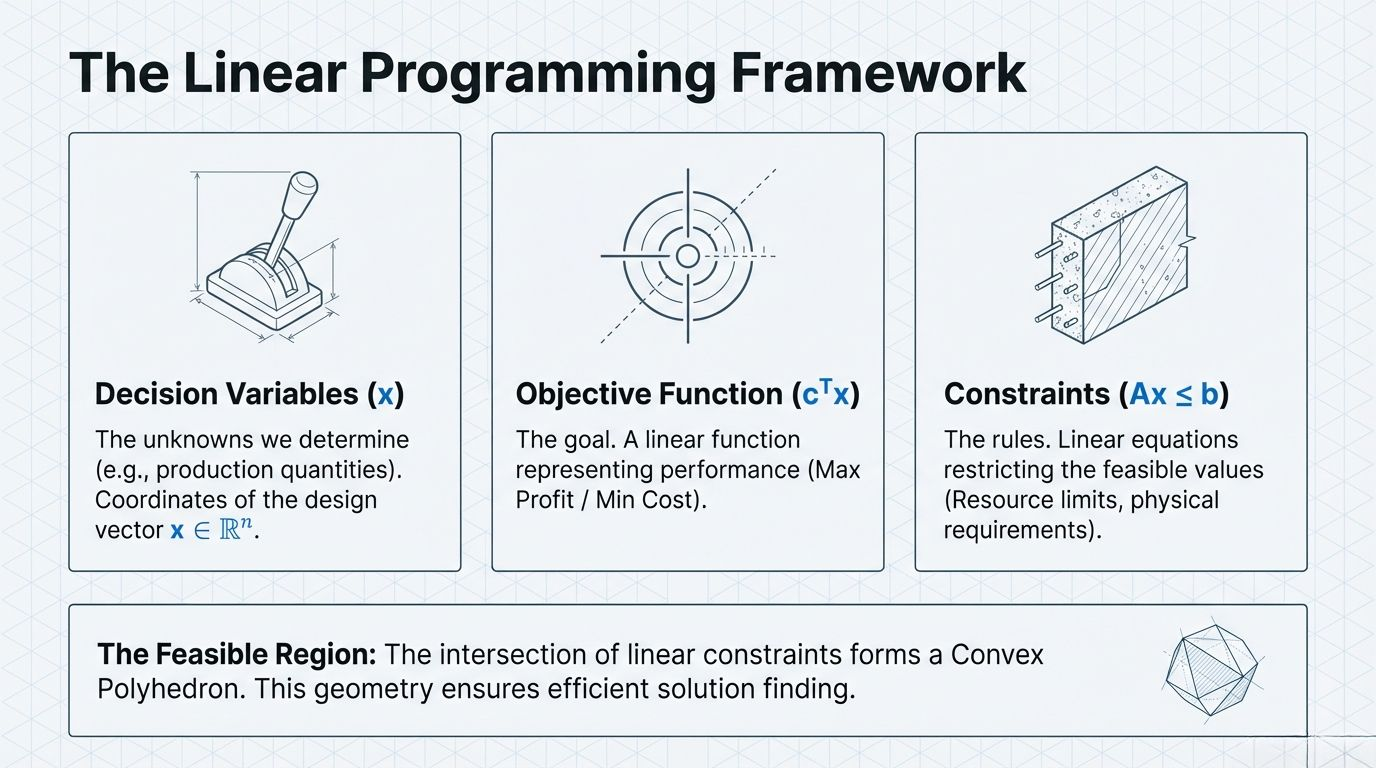 The Linear Programming Framework
Decision Variables (x)
The unknowns we determine
(e.g., production quantities).
Coordinates of the design
vector x ∈ ℝⁿ.
Objective Function (cᵀx)
The goal. A linear function
representing performance (Max
Profit / Min Cost).
Constraints (Ax ≤ b)
The rules. Linear equations
restricting the feasible values
(Resource limits, physical
requirements).
The Feasible Region: The intersection of linear constraints forms a Convex
Polyhedron. This geometry ensures efficient solution finding.